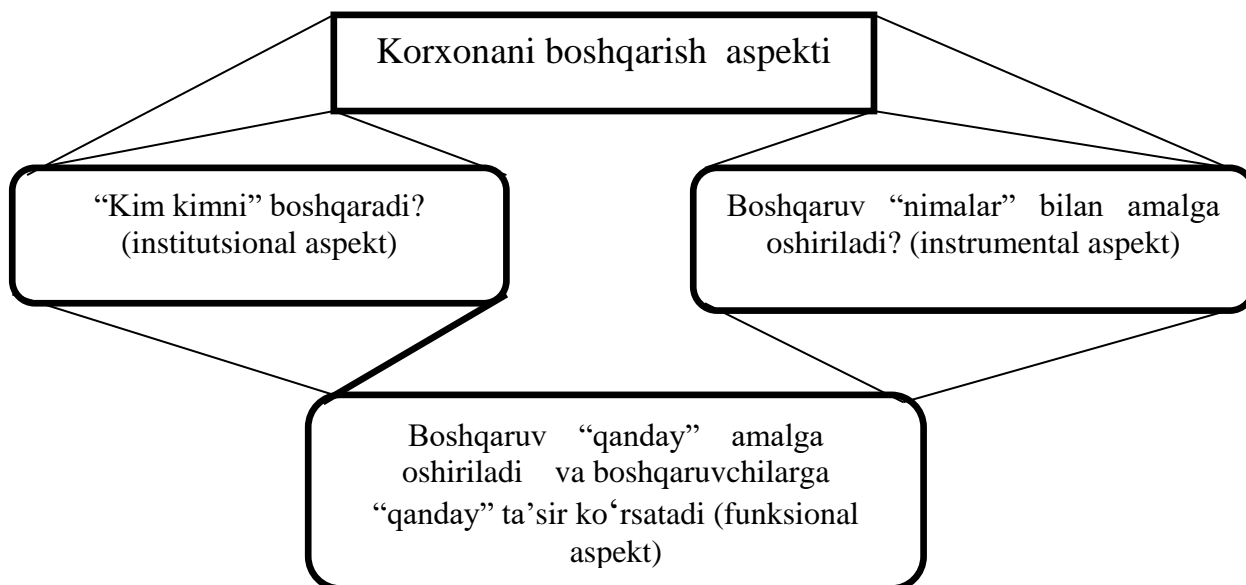 Korxonani boshqarish aspekti
“Kim kimni” boshqaradi?
(institutsional aspekt)
Boshqaruv “nimalar” bilan amalga
oshiriladi? (instrumental aspekt)
Boshqaruv “qanday” amalga
oshiriladi va boshqaruvchilarga
“qanday” ta’sir ko‘rsatadi (funksional
aspekt)